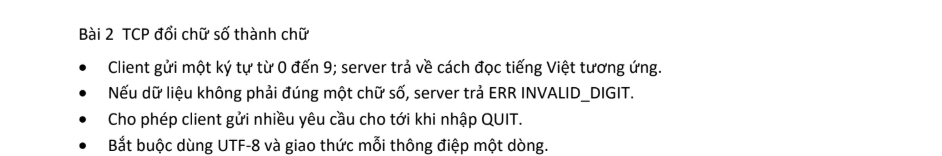 Bài 2 TCP đổi chữ số thành chữ
• Client gửi một ký tự từ 0 đến 9; server trả về cách đọc tiếng Việt tương ứng.
• Nếu dữ liệu không phải đúng một chữ số, server trả ERR INVALID_DIGIT.
• Cho phép client gửi nhiều yêu cầu cho tới khi nhập QUIT.
• Bắt buộc dùng UTF-8 và giao thức mỗi thông điệp một dòng.